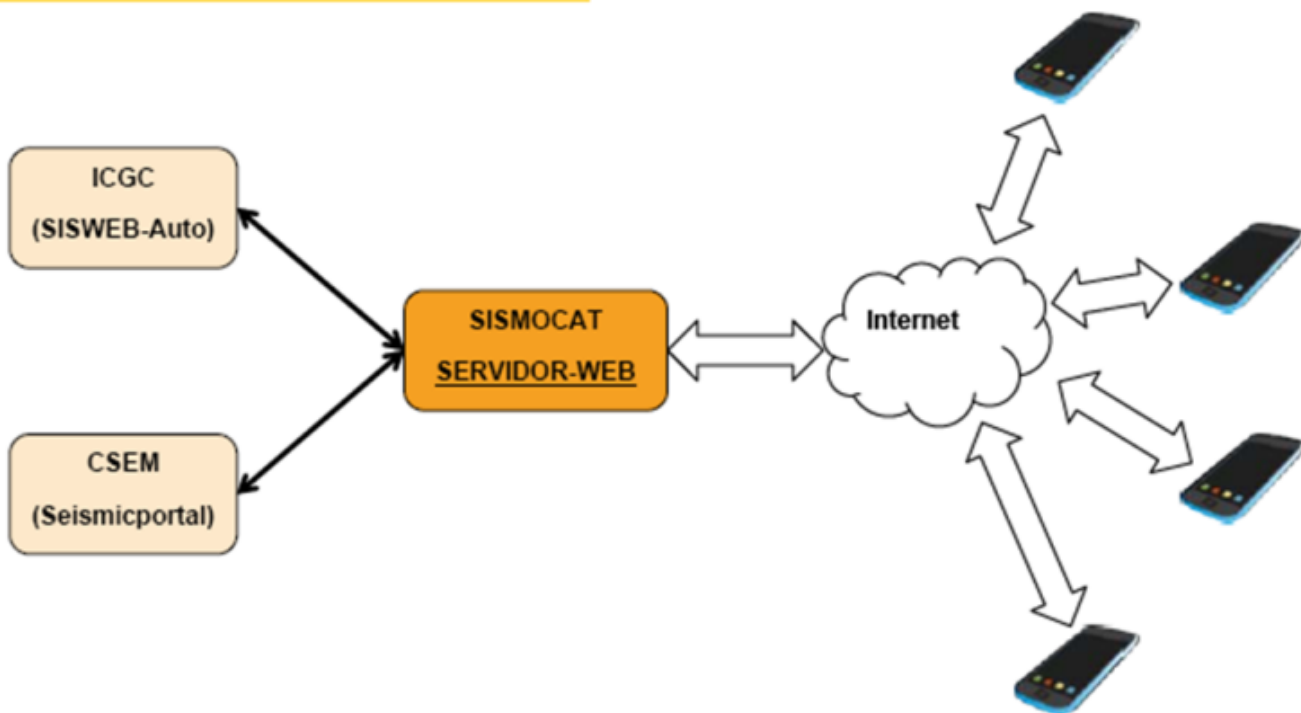 ICGC
(SISWEB-Auto)
SISMOCAT
SERVIDOR-WEB
Internet
CSEM
(Seismicportal)